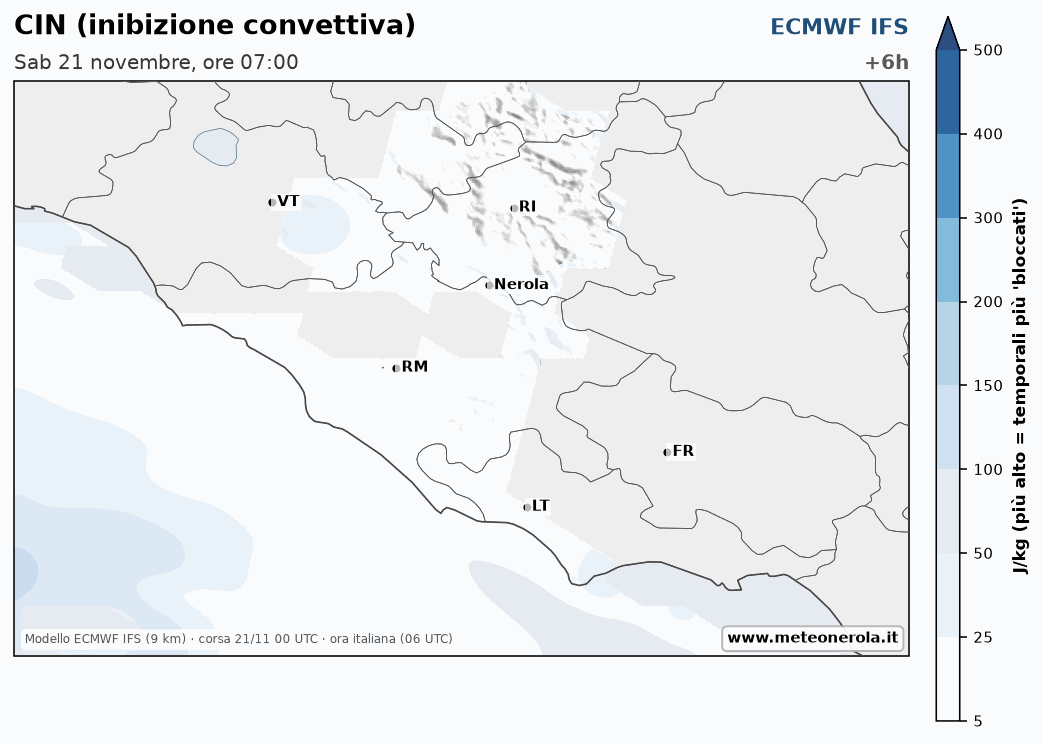 CIN (inibizione convettiva)
ECMWF IFS
Sab 21 novembre, ore 07:00
+6h
500
400
300
200
150
100
50
25
5
J/kg (più alto = temporali più 'bloccati')
VT
RI
Nerola
RM
FR
LT
Modello ECMWF IFS (9 km) · corsa 21/11 00 UTC · ora italiana (06 UTC)
www.meteonerola.it